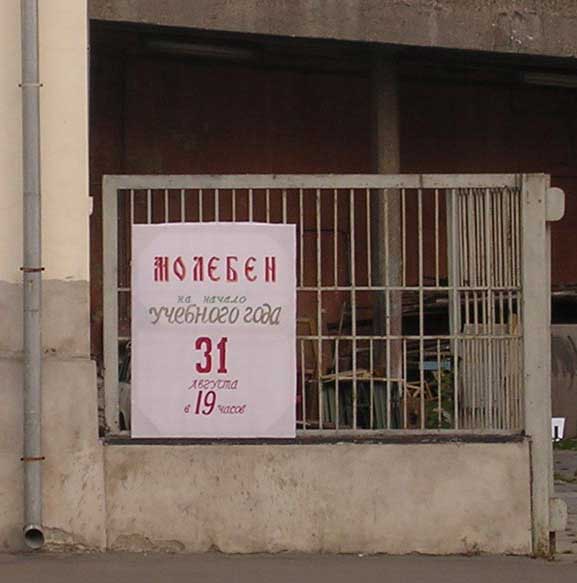 МОЛЕБЕН
на начало
учебного года
31
августа
в 19 часов